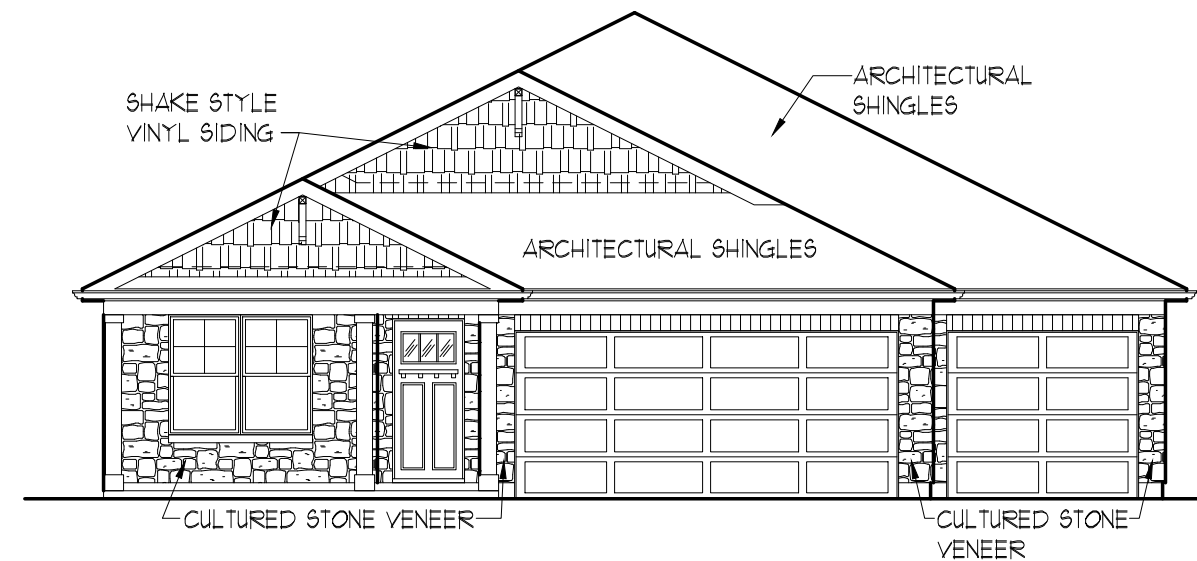 SHAKE STYLE
VINYL SIDING
ARCHITECTURAL
SHINGLES
ARCHITECTURAL SHINGLES
CULTURED STONE VENEER
CULTURED STONE
VENEER